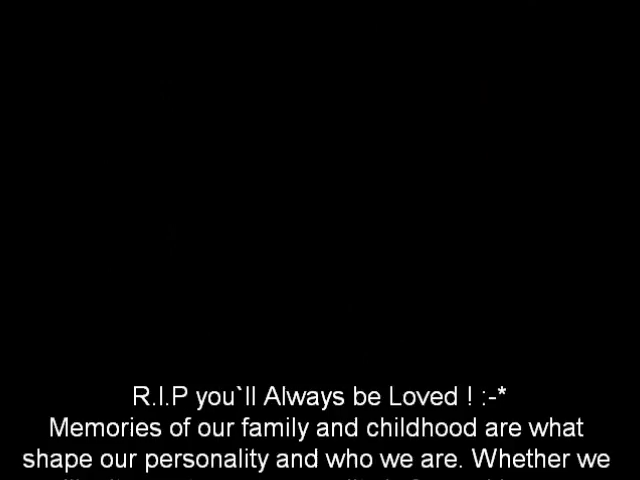 R.I.P you`ll Always be Loved ! :-*
Memories of our family and childhood are what
shape our personality and who we are. Whether we